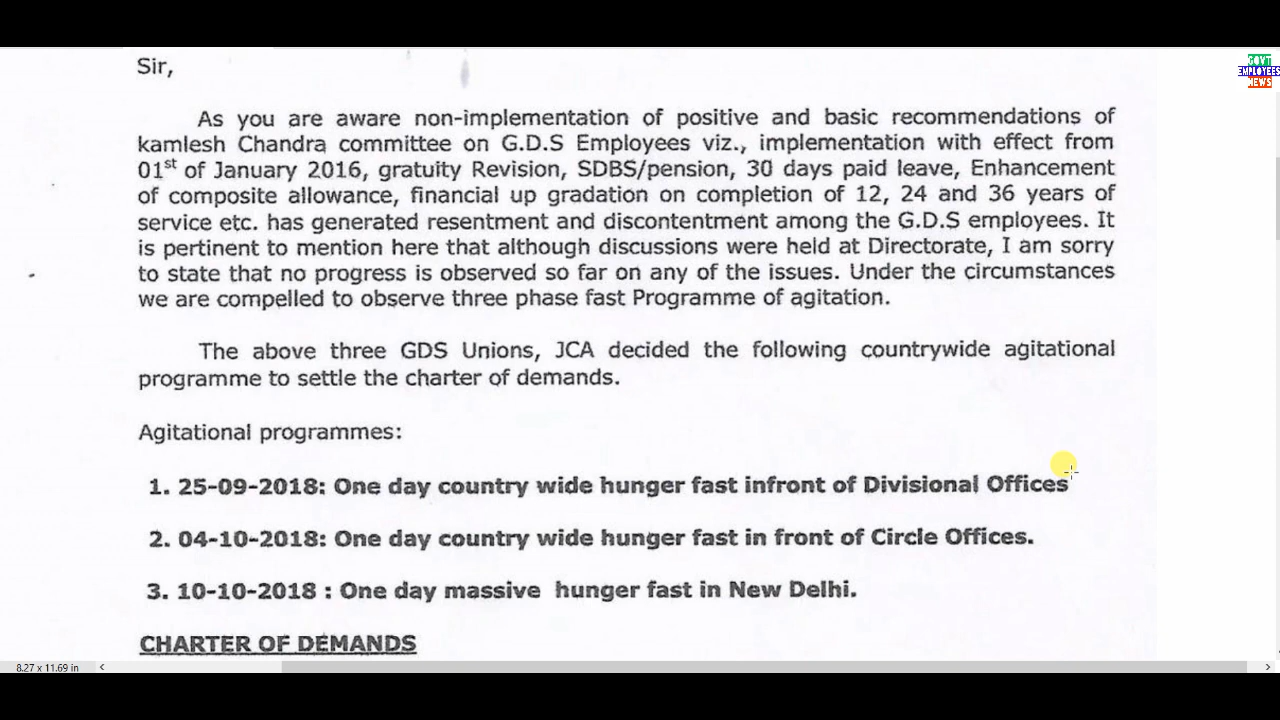 Sir,
GOVT
EMPLOYEES
NEWS
As you are aware non-implementation of positive and basic recommendations of
kamlesh Chandra committee on G.D.S Employees viz., implementation with effect from
01st of January 2016, gratuity Revision, SDBS/pension, 30 days paid leave, Enhancement
of composite allowance, financial up gradation on completion of 12, 24 and 36 years of
service etc. has generated resentment and discontentment among the G.D.S employees. It
is pertinent to mention here that although discussions were held at Directorate, I am sorry
to state that no progress is observed so far on any of the issues. Under the circumstances
we are compelled to observe three phase fast Programme of agitation.
The above three GDS Unions, JCA decided the following countrywide agitational
programme to settle the charter of demands.
Agitational programmes:
1. 25-09-2018: One day country wide hunger fast infront of Divisional Offices
2. 04-10-2018: One day country wide hunger fast in front of Circle Offices.
3. 10-10-2018 : One day massive hunger fast in New Delhi.
CHARTER OF DEMANDS
8.27 x 11.69 in